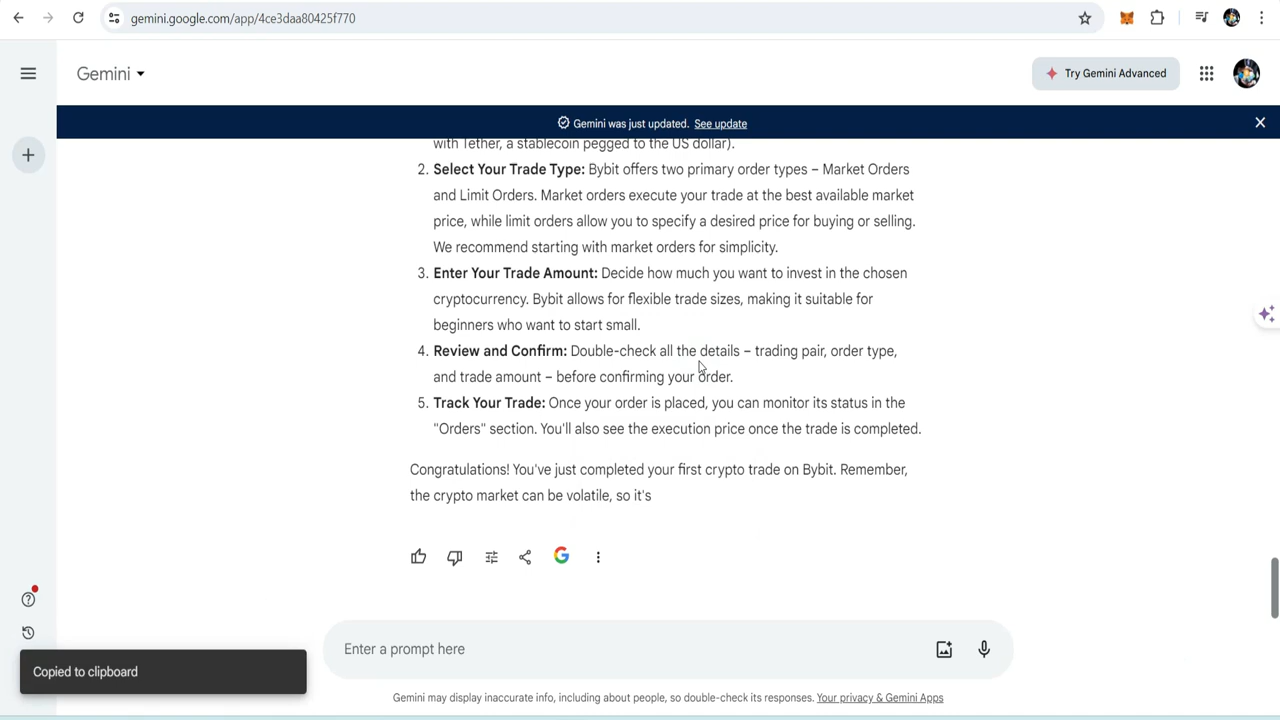 gemini.google.com/app/4ce3daa80425f770
Gemini
Try Gemini Advanced
Gemini was just updated. See update
with Tether, a stablecoin pegged to the US dollar).
2. Select Your Trade Type: Bybit offers two primary order types – Market Orders
and Limit Orders. Market orders execute your trade at the best available market
price, while limit orders allow you to specify a desired price for buying or selling.
We recommend starting with market orders for simplicity.
3. Enter Your Trade Amount: Decide how much you want to invest in the chosen
cryptocurrency. Bybit allows for flexible trade sizes, making it suitable for
beginners who want to start small.
4. Review and Confirm: Double-check all the details – trading pair, order type,
and trade amount – before confirming your order.
5. Track Your Trade: Once your order is placed, you can monitor its status in the
"Orders" section. You'll also see the execution price once the trade is completed.
Congratulations! You've just completed your first crypto trade on Bybit. Remember,
the crypto market can be volatile, so it's
Enter a prompt here
Copied to clipboard
Gemini may display inaccurate info, including about people, so double-check its responses. Your privacy & Gemini Apps